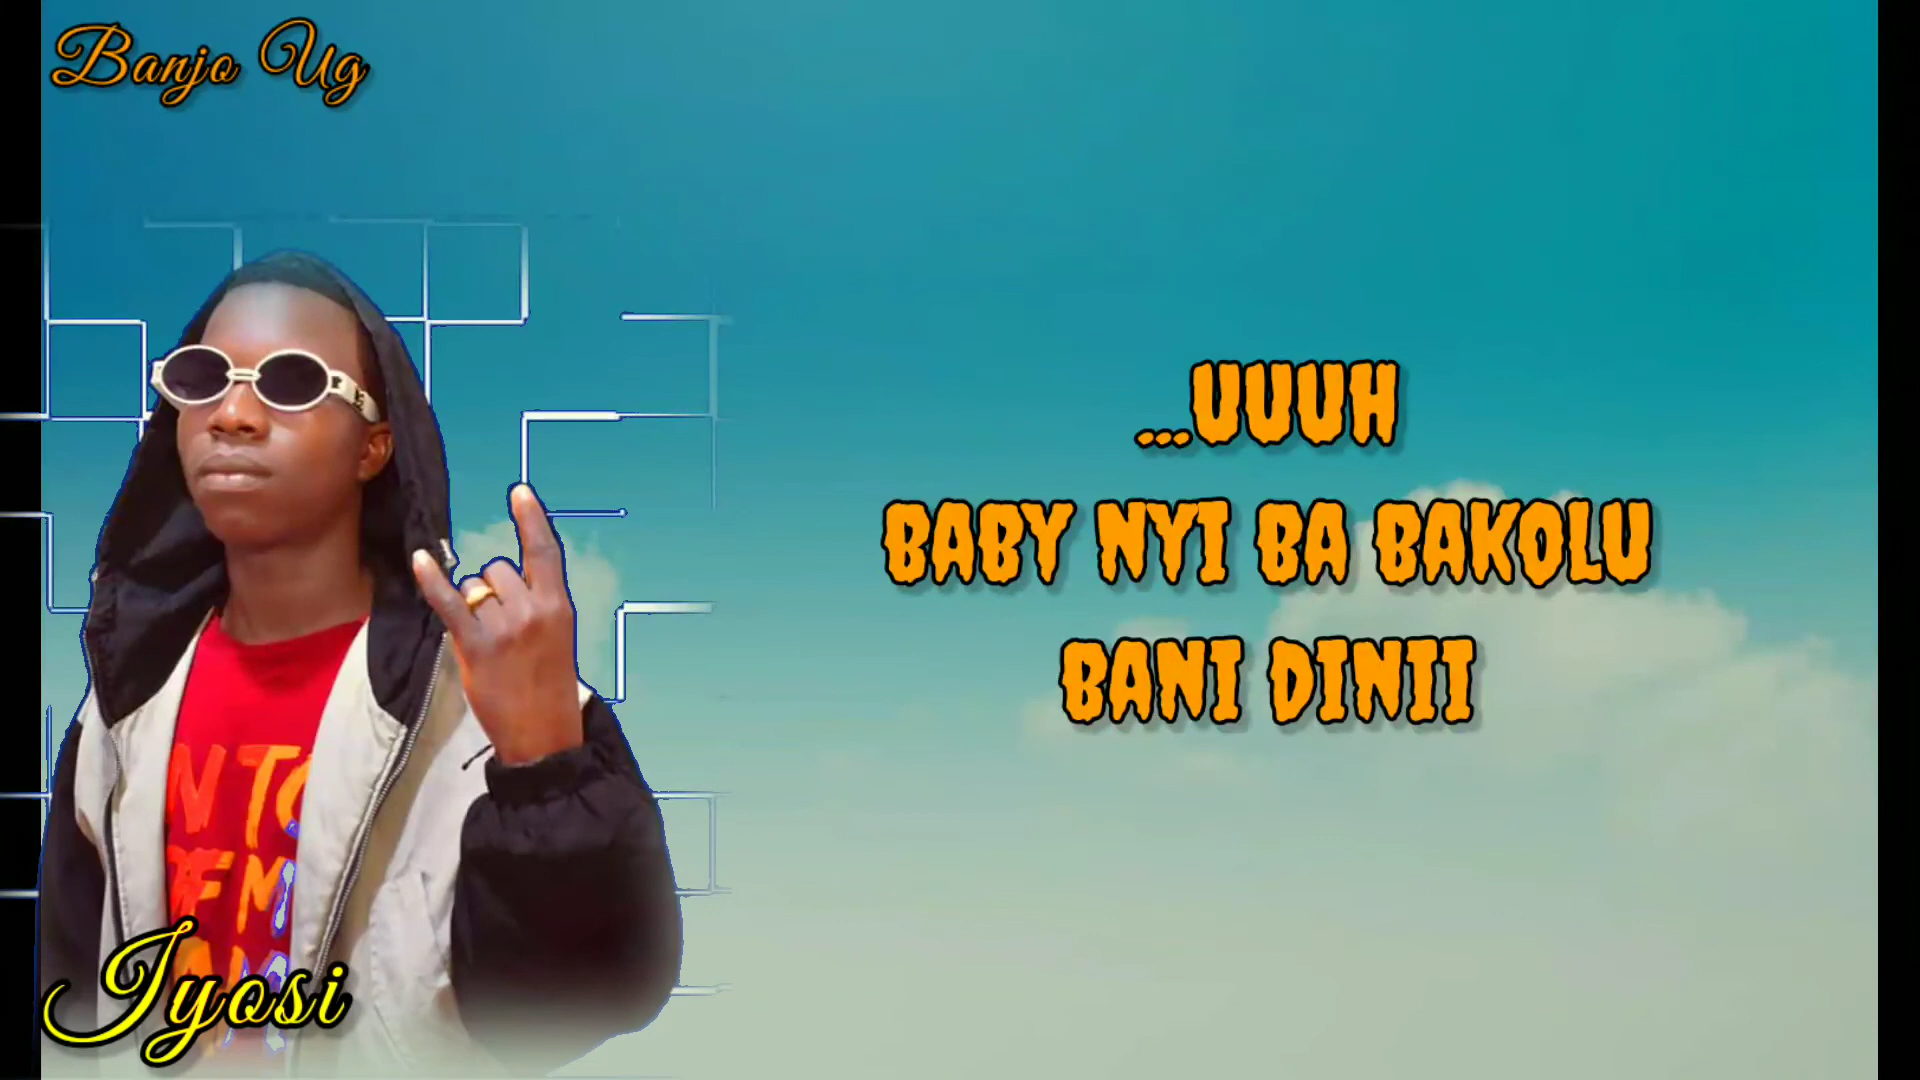 Banjo Ug
...UUUH
BABY NYI BA BAKOLU
BANI DINII
Iyosi